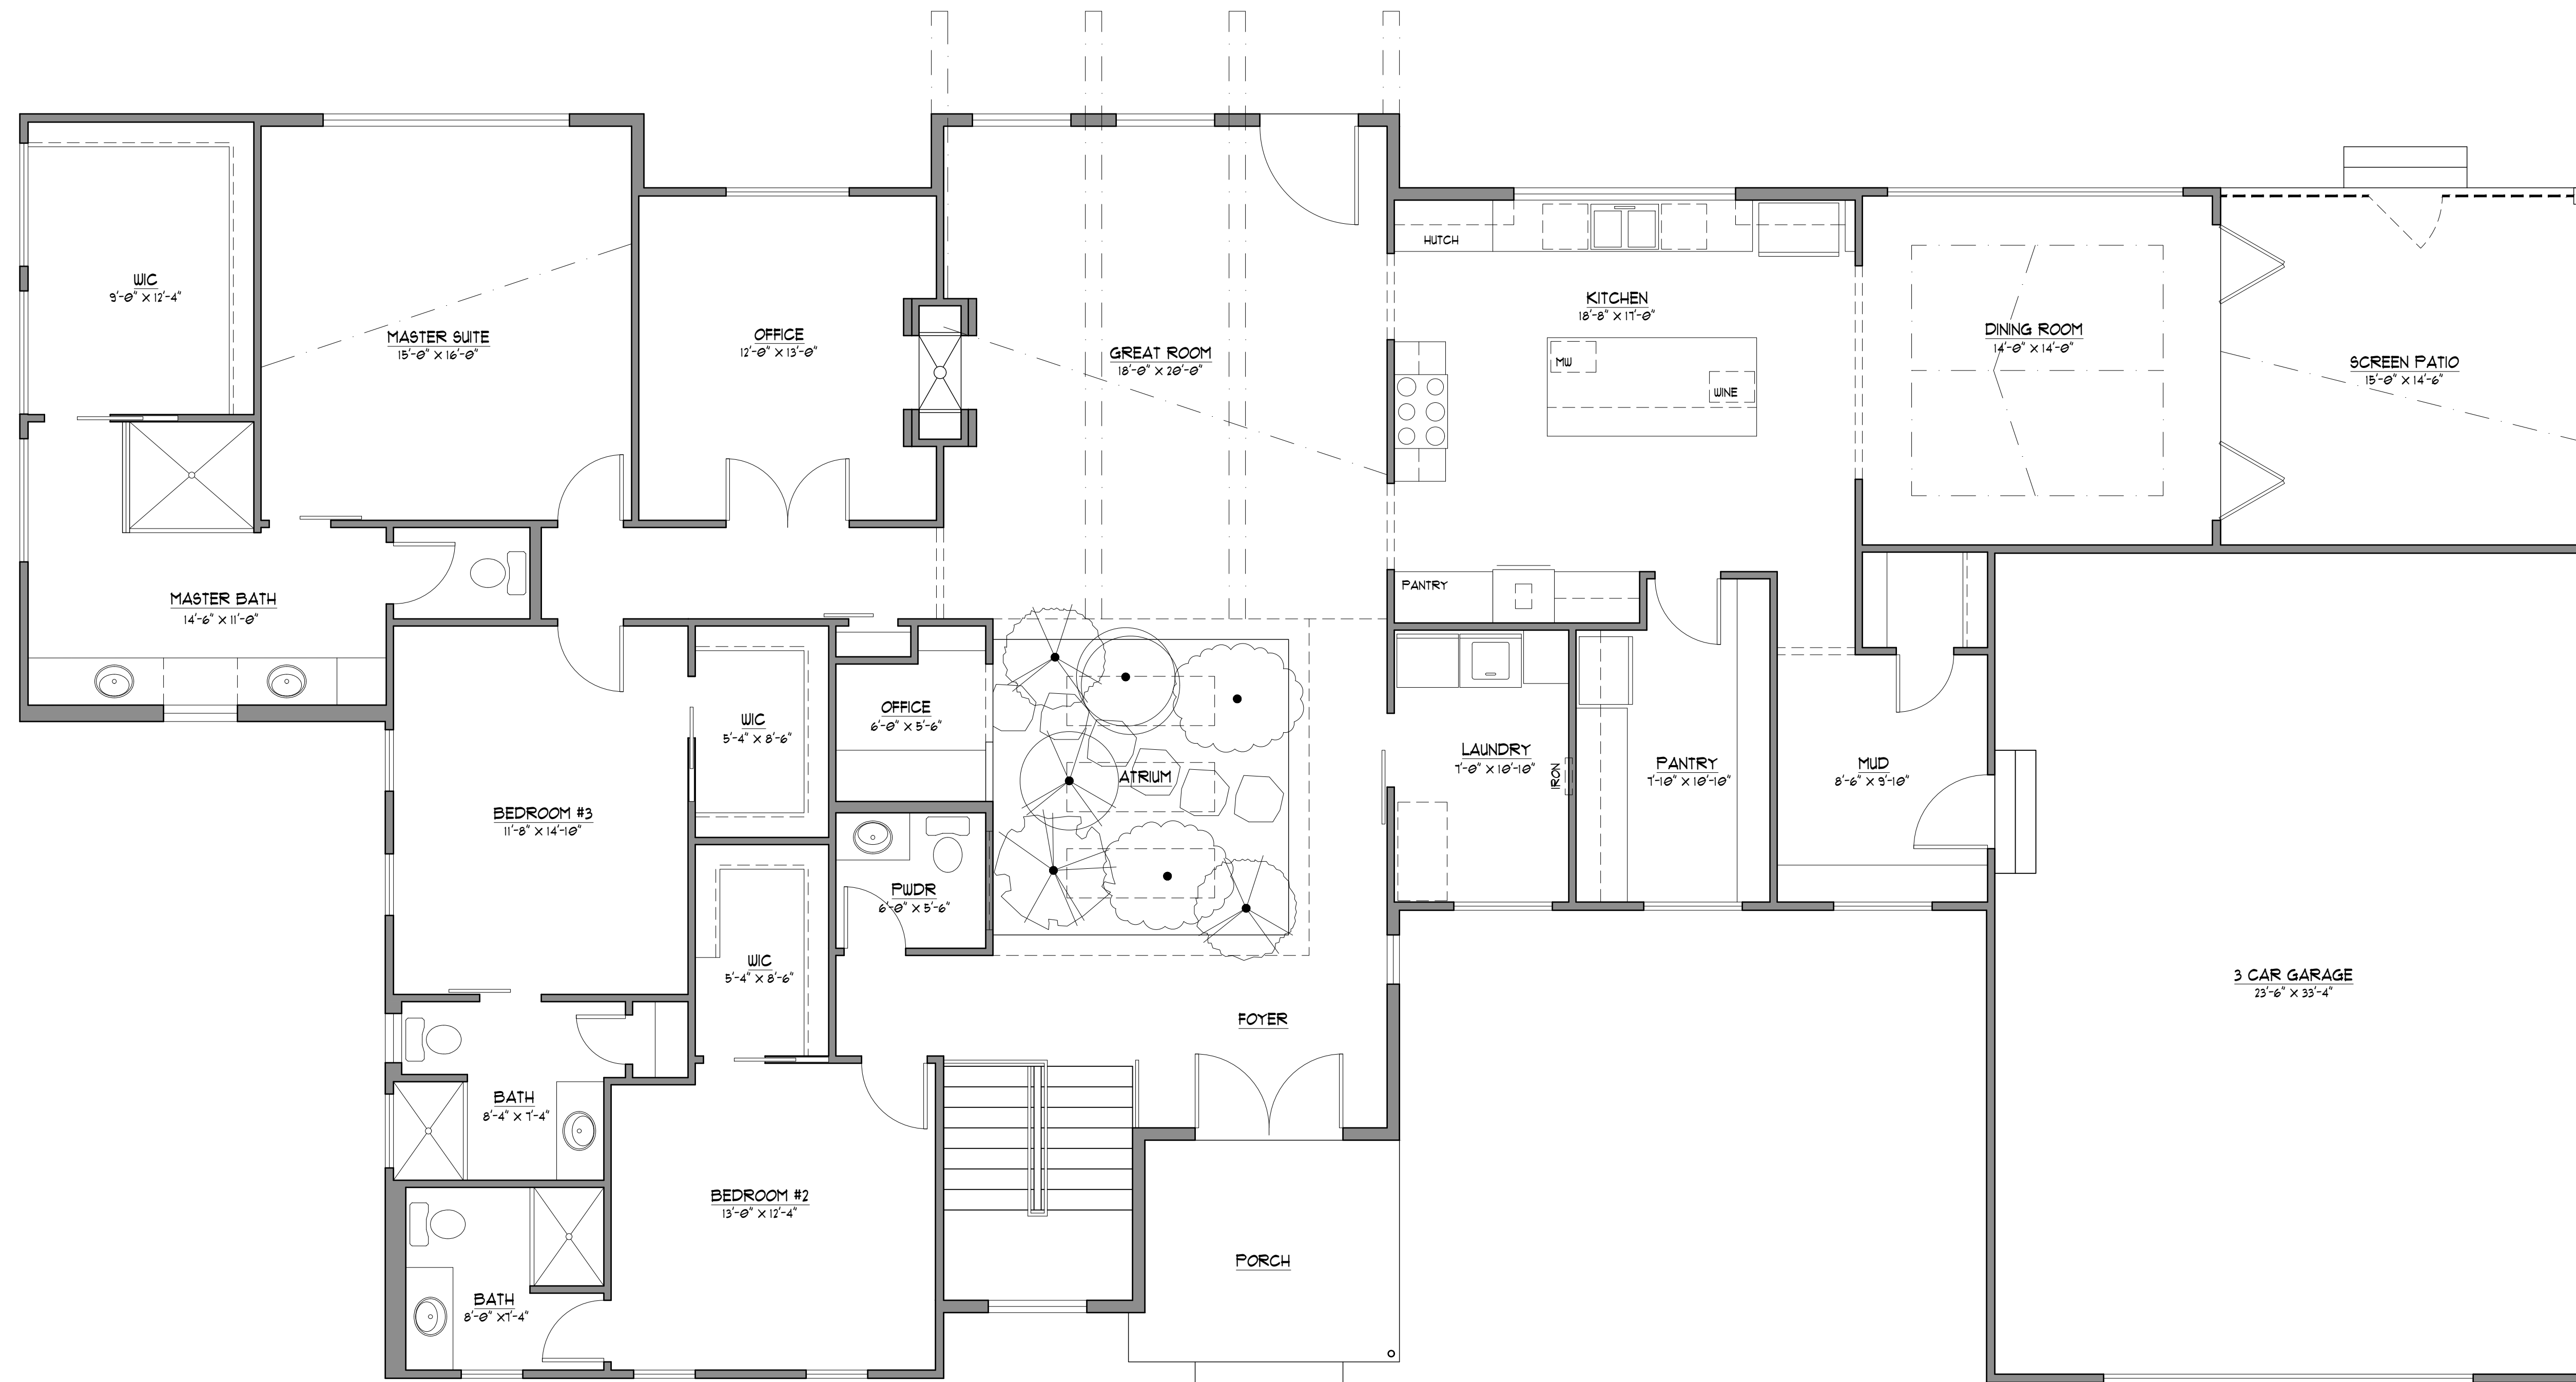 WIC
9'-0" X 12'-4"
MASTER SUITE
15'-0" X 16'-0"
OFFICE
12'-0" X 13'-0"
GREAT ROOM
18'-0" X 20'-0"
HUTCH
KITCHEN
18'-8" X 17'-0"
MW
WINE
DINING ROOM
14'-0" X 14'-0"
SCREEN PATIO
15'-0" X 14'-6"
MASTER BATH
14'-6" X 11'-0"
PANTRY
WIC
5'-4" X 8'-6"
OFFICE
6'-0" X 5'-6"
ATRIUM
LAUNDRY
7'-0" X 10'-10"
IRON
PANTRY
7'-10" X 10'-10"
MUD
8'-6" X 9'-10"
BEDROOM #3
11'-8" X 14'-10"
PWDR
6'-0" X 5'-6"
WIC
5'-4" X 8'-6"
FOYER
3 CAR GARAGE
23'-6" X 33'-4"
BATH
8'-4" X 7'-4"
BEDROOM #2
13'-0" X 12'-4"
PORCH
BATH
8'-0" X7'-4"